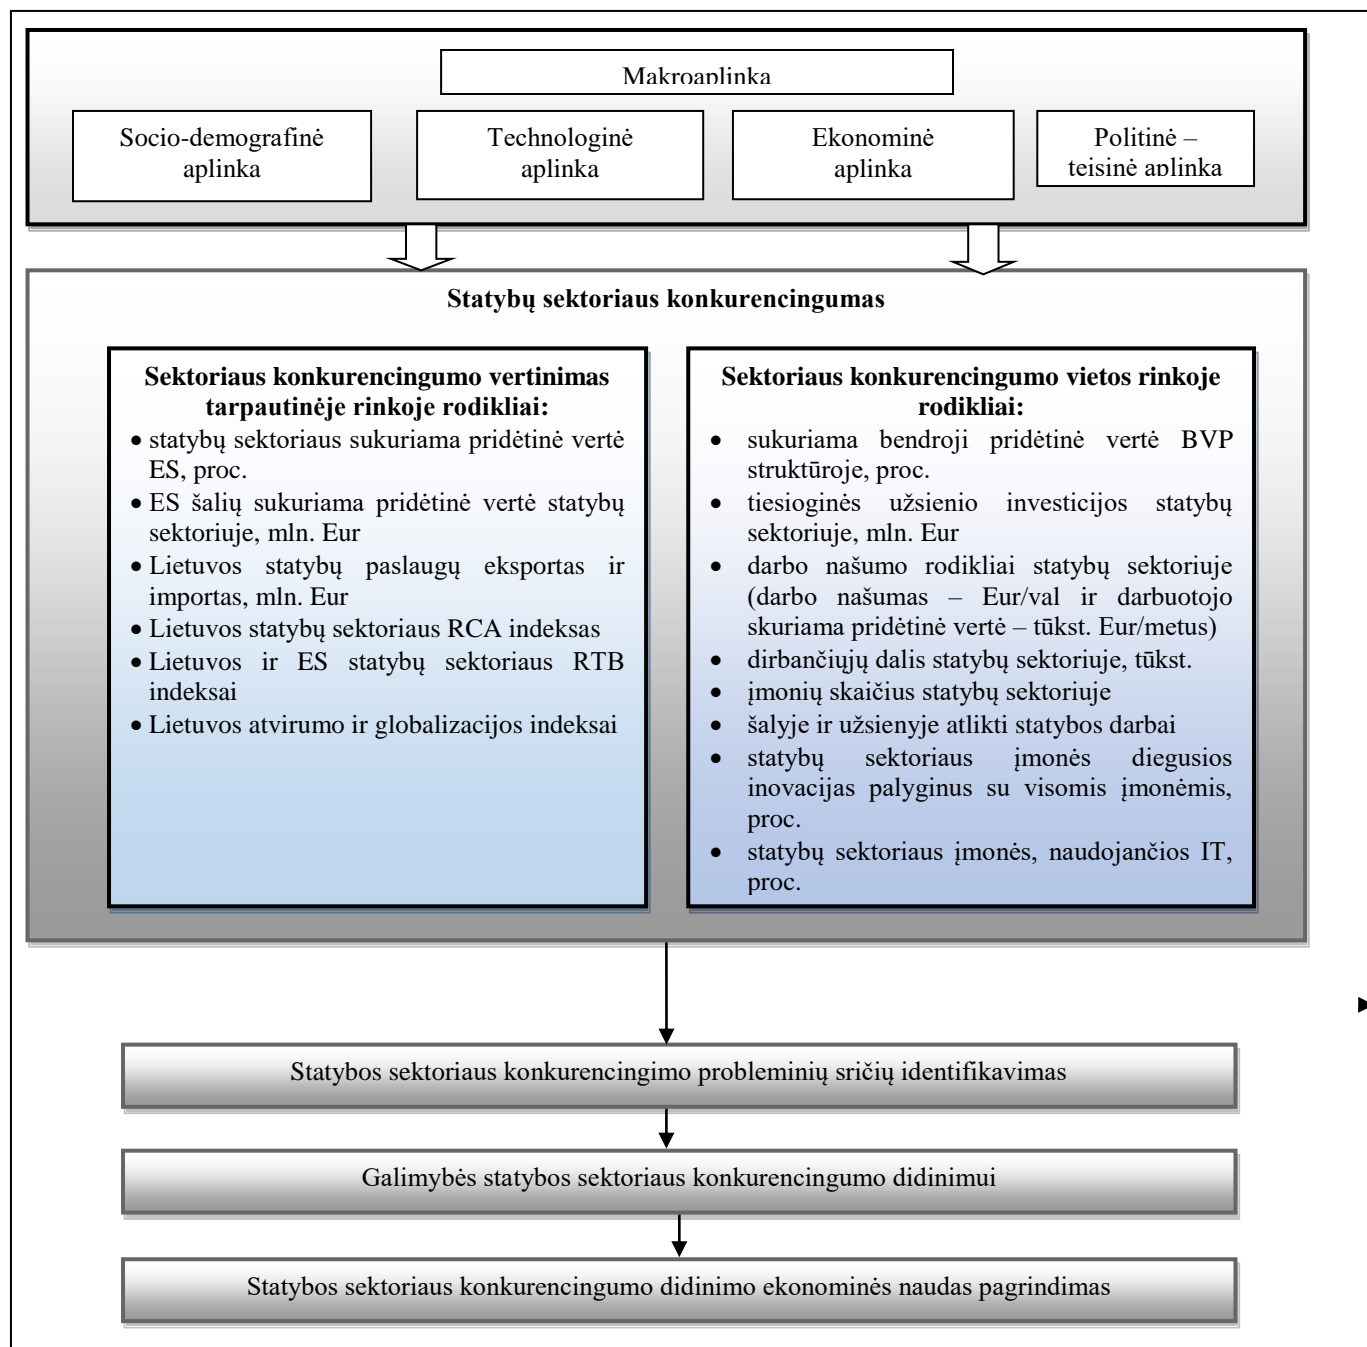 Makroaplinka
Socio-demografinė
aplinka
Technologinė
aplinka
Ekonominė
aplinka
Politinė –
teisinė aplinka
Statybų sektoriaus konkurencingumas
Sektoriaus konkurencingumo vertinimas
tarpautinėje rinkoje rodikliai:
• statybų sektoriaus sukuriama pridėtinė vertė
ES, proc.
• ES šalių sukuriama pridėtinė vertė statybų
sektoriuje, mln. Eur
• Lietuvos statybų paslaugų eksportas ir
importas, mln. Eur
• Lietuvos statybų sektoriaus RCA indeksas
• Lietuvos ir ES statybų sektoriaus RTB
indeksai
• Lietuvos atvirumo ir globalizacijos indeksai
Sektoriaus konkurencingumo vietos rinkoje
rodikliai:
• sukuriama bendroji pridėtinė vertė BVP
struktūroje, proc.
• tiesioginės užsienio investicijos statybų
sektoriuje, mln. Eur
• darbo našumo rodikliai statybų sektoriuje
(darbo našumas – Eur/val ir darbuotojo
skuriama pridėtinė vertė – tūkst. Eur/metus)
• dirbančiųjų dalis statybų sektoriuje, tūkst.
• įmonių skaičius statybų sektoriuje
• šalyje ir užsienyje atlikti statybos darbai
• statybų sektoriaus įmonės diegusios
inovacijas palyginus su visomis įmonėmis,
proc.
• statybų sektoriaus įmonės, naudojančios IT,
proc.
Statybos sektoriaus konkurencingimo probleminių sričių identifikavimas
Galimybės statybos sektoriaus konkurencingumo didinimui
Statybos sektoriaus konkurencingumo didinimo ekonominės naudas pagrindimas